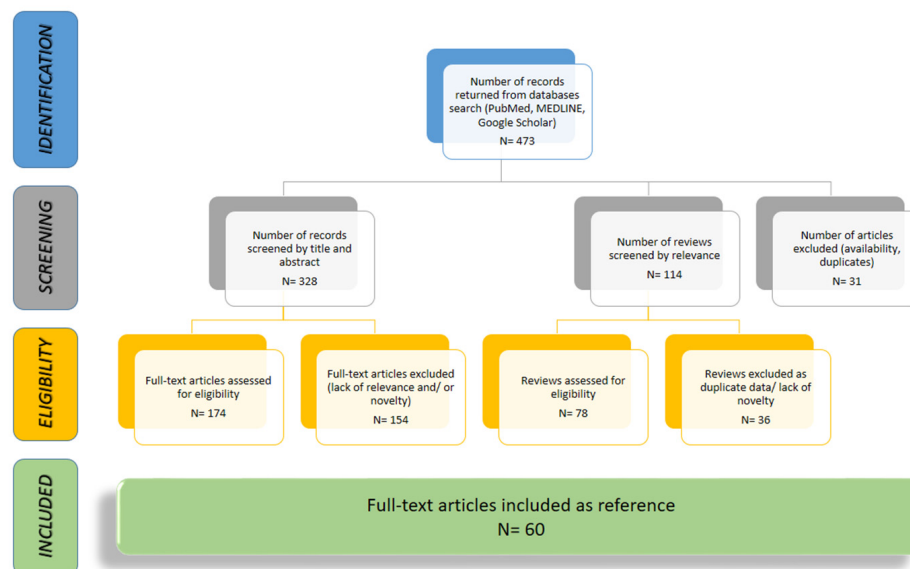 IDENTIFICATION
Number of records
returned from databases
search (PubMed, MEDLINE,
Google Scholar)
N= 473
SCREENING
Number of records
screened by title and
abstract
N= 328
Number of reviews
screened by relevance
N= 114
Number of articles
excluded (availability,
duplicates)
N= 31
ELIGIBILITY
Full-text articles assessed
for eligibility
N= 174
Full-text articles excluded
(lack of relevance and/ or
novelty)
N= 154
Reviews assessed for
eligibility
N= 78
Reviews excluded as
duplicate data/ lack of
novelty
N= 36
INCLUDED
Full-text articles included as reference
N= 60